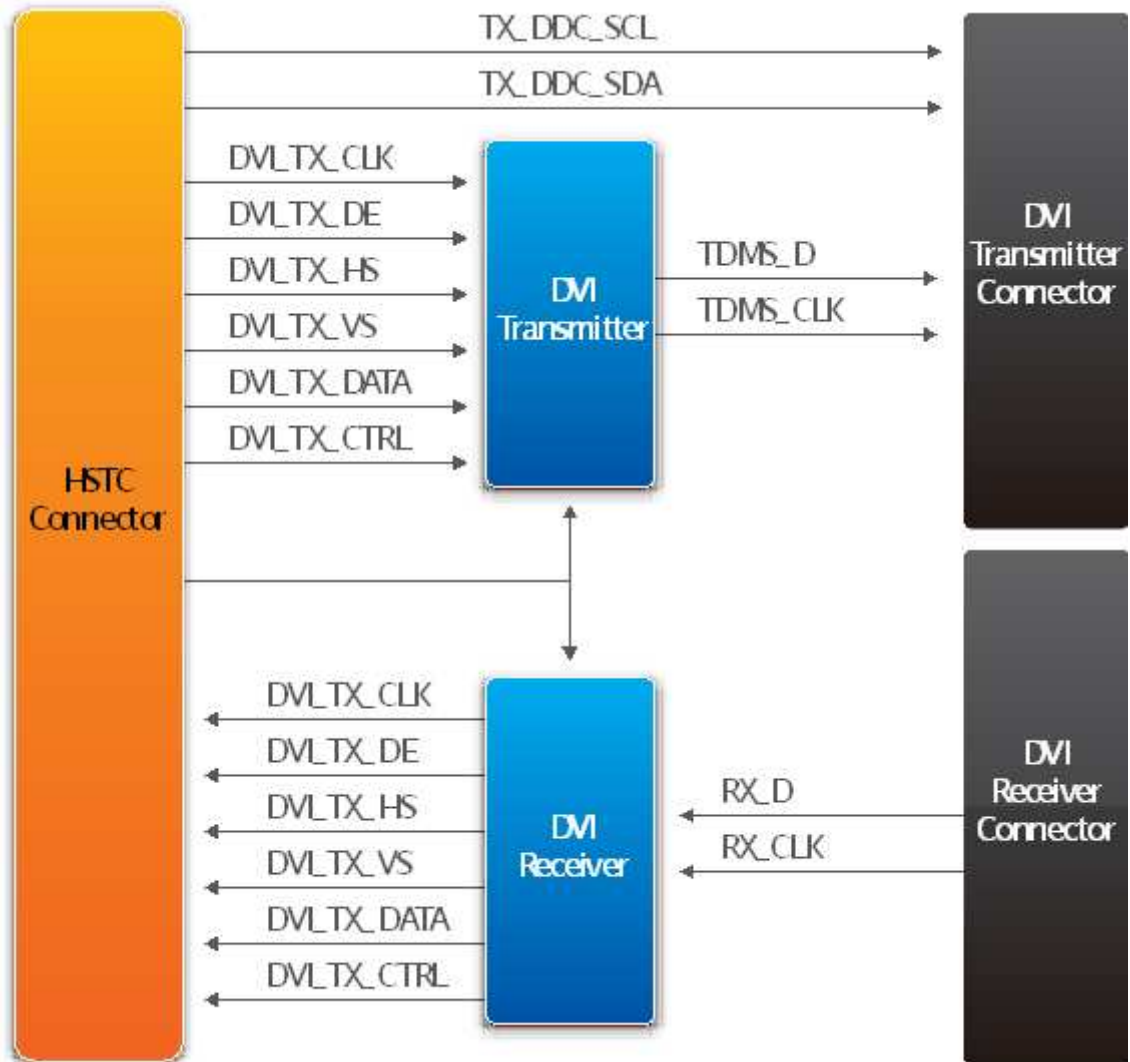 TX_DDC_SCL
TX_DDC_SDA
DVI_TX_CLK
DVI_TX_DE
DVI_TX_HS
DVI_TX_VS
DVI_TX_DATA
DVI_TX_CTRL
HSTC
Connector
DVI
Transmitter
TDMS_D
TDMS_CLK
DVI
Transmitter
Connector
DVI_TX_CLK
DVI_TX_DE
DVI_TX_HS
DVI_TX_VS
DVI_TX_DATA
DVI_TX_CTRL
DVI
Receiver
RX_D
RX_CLK
DVI
Receiver
Connector